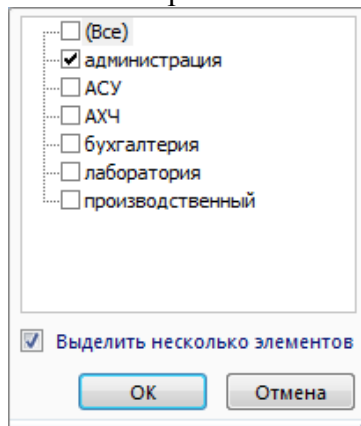 (Все)
администрация
АСУ
АХЧ
бухгалтерия
лаборатория
производственный
Выделить несколько элементов
ОК
Отмена